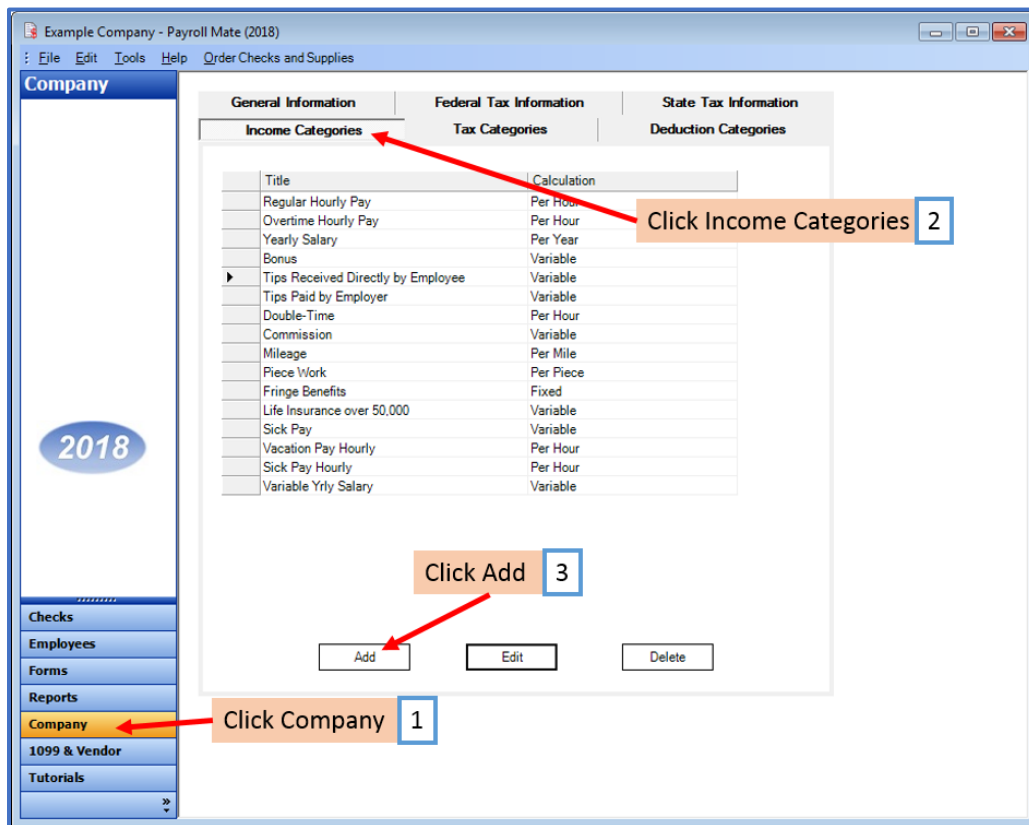 Example Company - Payroll Mate (2018)
File Edit Tools Help Order Checks and Supplies
Company
General Information Federal Tax Information State Tax Information
Income Categories Tax Categories Deduction Categories
Title Calculation
Regular Hourly Pay Per Hour
Overtime Hourly Pay Per Hour
Yearly Salary Per Year
Bonus Variable
Tips Received Directly by Employee Variable
Tips Paid by Employer Variable
Double-Time Per Hour
Commission Variable
Mileage Per Mile
Piece Work Per Piece
Fringe Benefits Fixed
Life Insurance over 50,000 Variable
Sick Pay Variable
Vacation Pay Hourly Per Hour
Sick Pay Hourly Per Hour
Variable Yrly Salary Variable
Click Income Categories 2
2018
Click Add 3
Add Edit Delete
Checks
Employees
Forms
Reports
Company
1099 & Vendor
Tutorials
Click Company 1